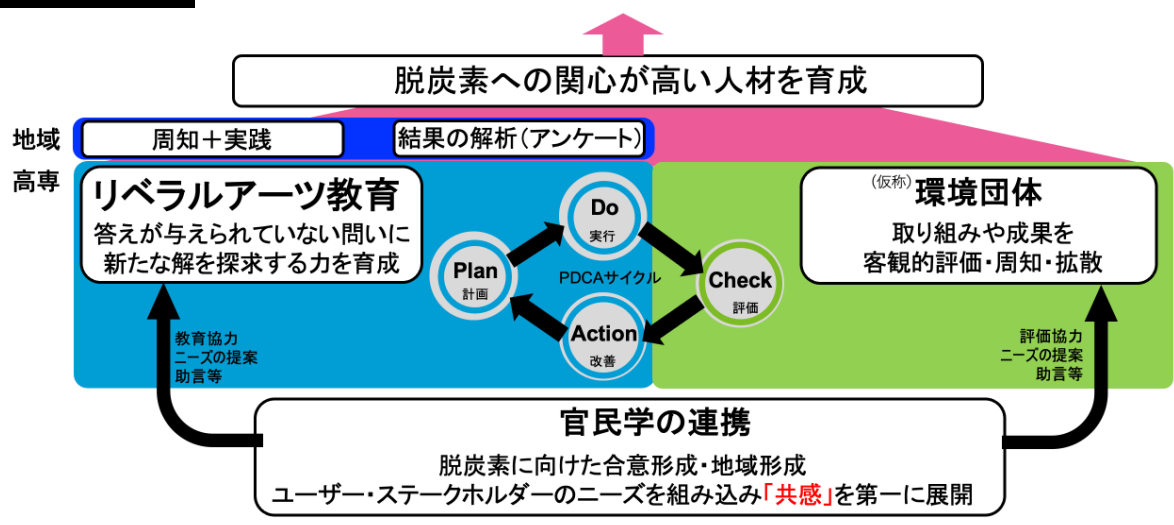 脱炭素への関心が高い人材を育成
地域
周知＋実践
結果の解析（アンケート）
高専
リベラルアーツ教育
答えが与えられていない問いに
新たな解を探求する力を育成
Do
実行
Plan
計画
PDCAサイクル
Check
評価
Action
改善
(仮称)環境団体
取り組みや成果を
客観的評価・周知・拡散
教育協力
ニーズの提案
助言等
評価協力
ニーズの提案
助言等
官民学の連携
脱炭素に向けた合意形成・地域形成
ユーザー・ステークホルダーのニーズを組み込み「共感」を第一に展開